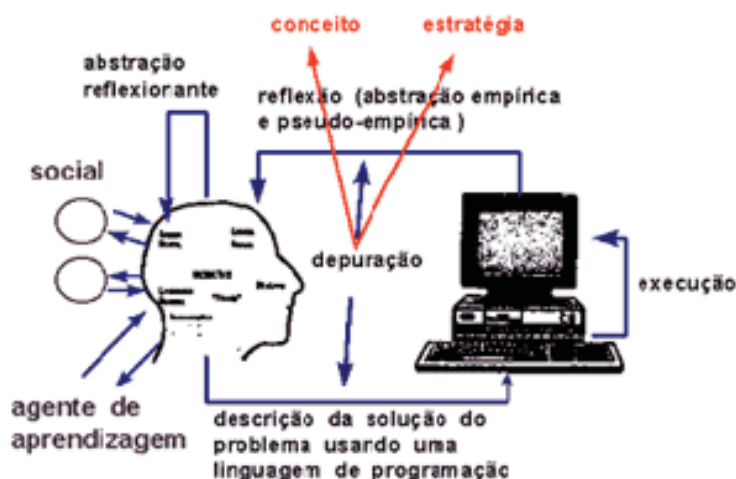 conceito estratégia
abstração
reflexionante
reflexão (abstração empírica
e pseudo-empírica)
social
depuração
execução
agente de
aprendizagem
descrição da solução do
problema usando uma
linguagem de programação